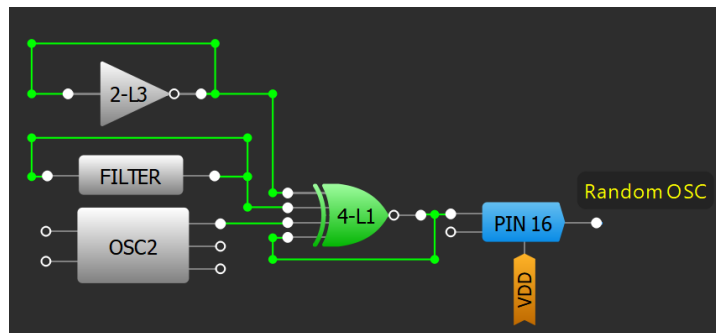 2-L3
FILTER
OSC2
4-L1
PIN 16
Random OSC
VDD